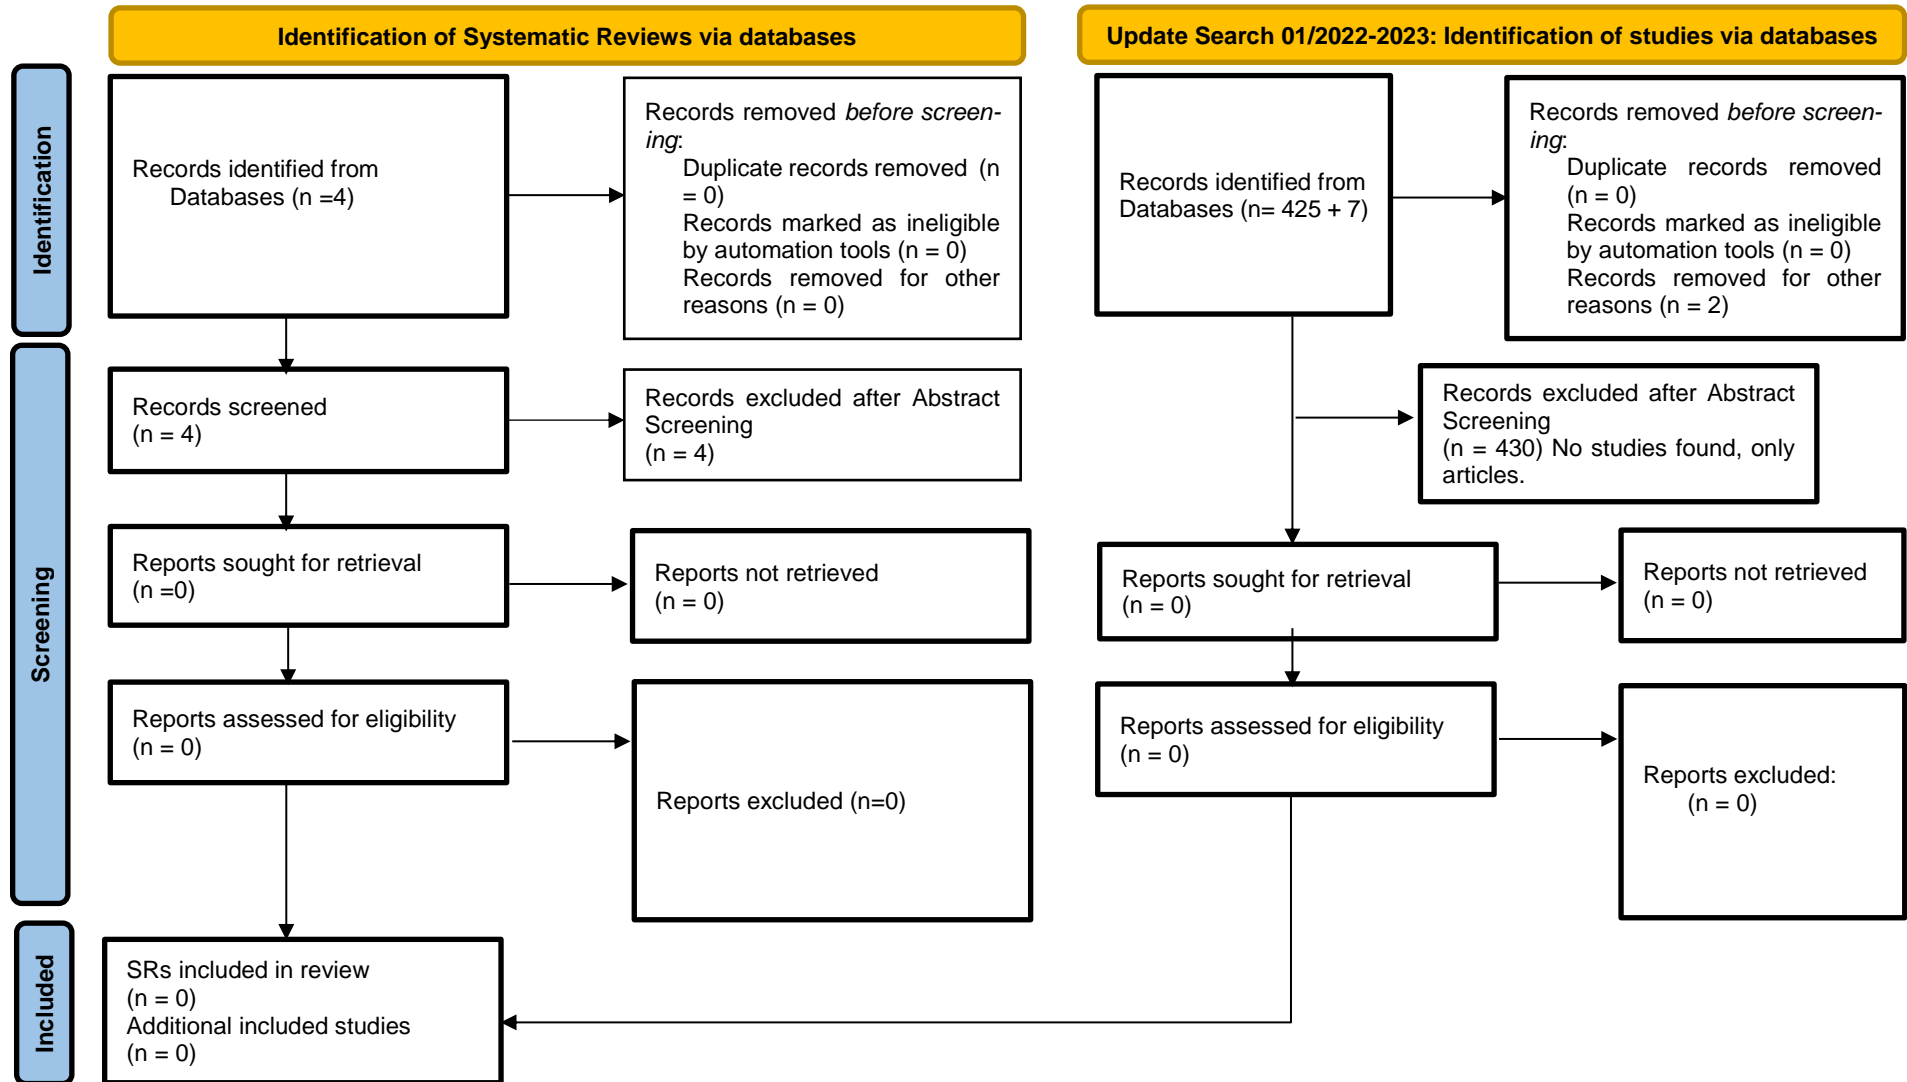 Identification of Systematic Reviews via databases
Update Search 01/2022-2023: Identification of studies via databases
Identification
Records identified from
Databases (n =4)
Records removed before screen-
ing:
Duplicate records removed (n
= 0)
Records marked as ineligible
by automation tools (n = 0)
Records removed for other
reasons (n = 0)
Records identified from
Databases (n= 425 + 7)
Records removed before screen-
ing:
Duplicate records removed
(n = 0)
Records marked as ineligible
by automation tools (n = 0)
Records removed for other
reasons (n = 2)
Screening
Records screened
(n = 4)
Records excluded after Abstract
Screening
(n = 4)
Records excluded after Abstract
Screening
(n = 430) No studies found, only
articles.
Reports sought for retrieval
(n =0)
Reports not retrieved
(n = 0)
Reports sought for retrieval
(n = 0)
Reports not retrieved
(n = 0)
Reports assessed for eligibility
(n = 0)
Reports excluded (n=0)
Reports assessed for eligibility
(n = 0)
Reports excluded:
(n = 0)
Included
SRs included in review
(n = 0)
Additional included studies
(n = 0)